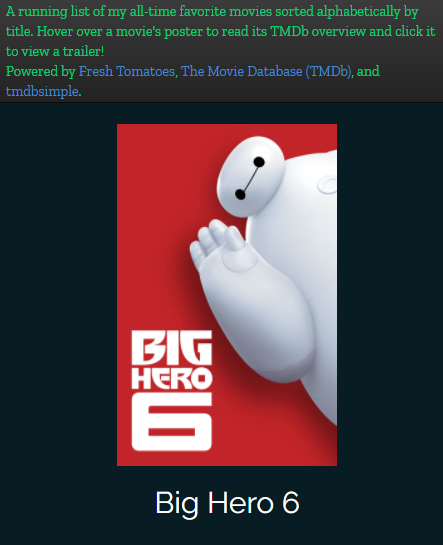 A running list of my all-time favorite movies sorted alphabetically by
title. Hover over a movie's poster to read its TMDb overview and click it
to view a trailer!
Powered by Fresh Tomatoes, The Movie Database (TMDb), and
tmdbsimple.
BIG
HERO
6
Big Hero 6